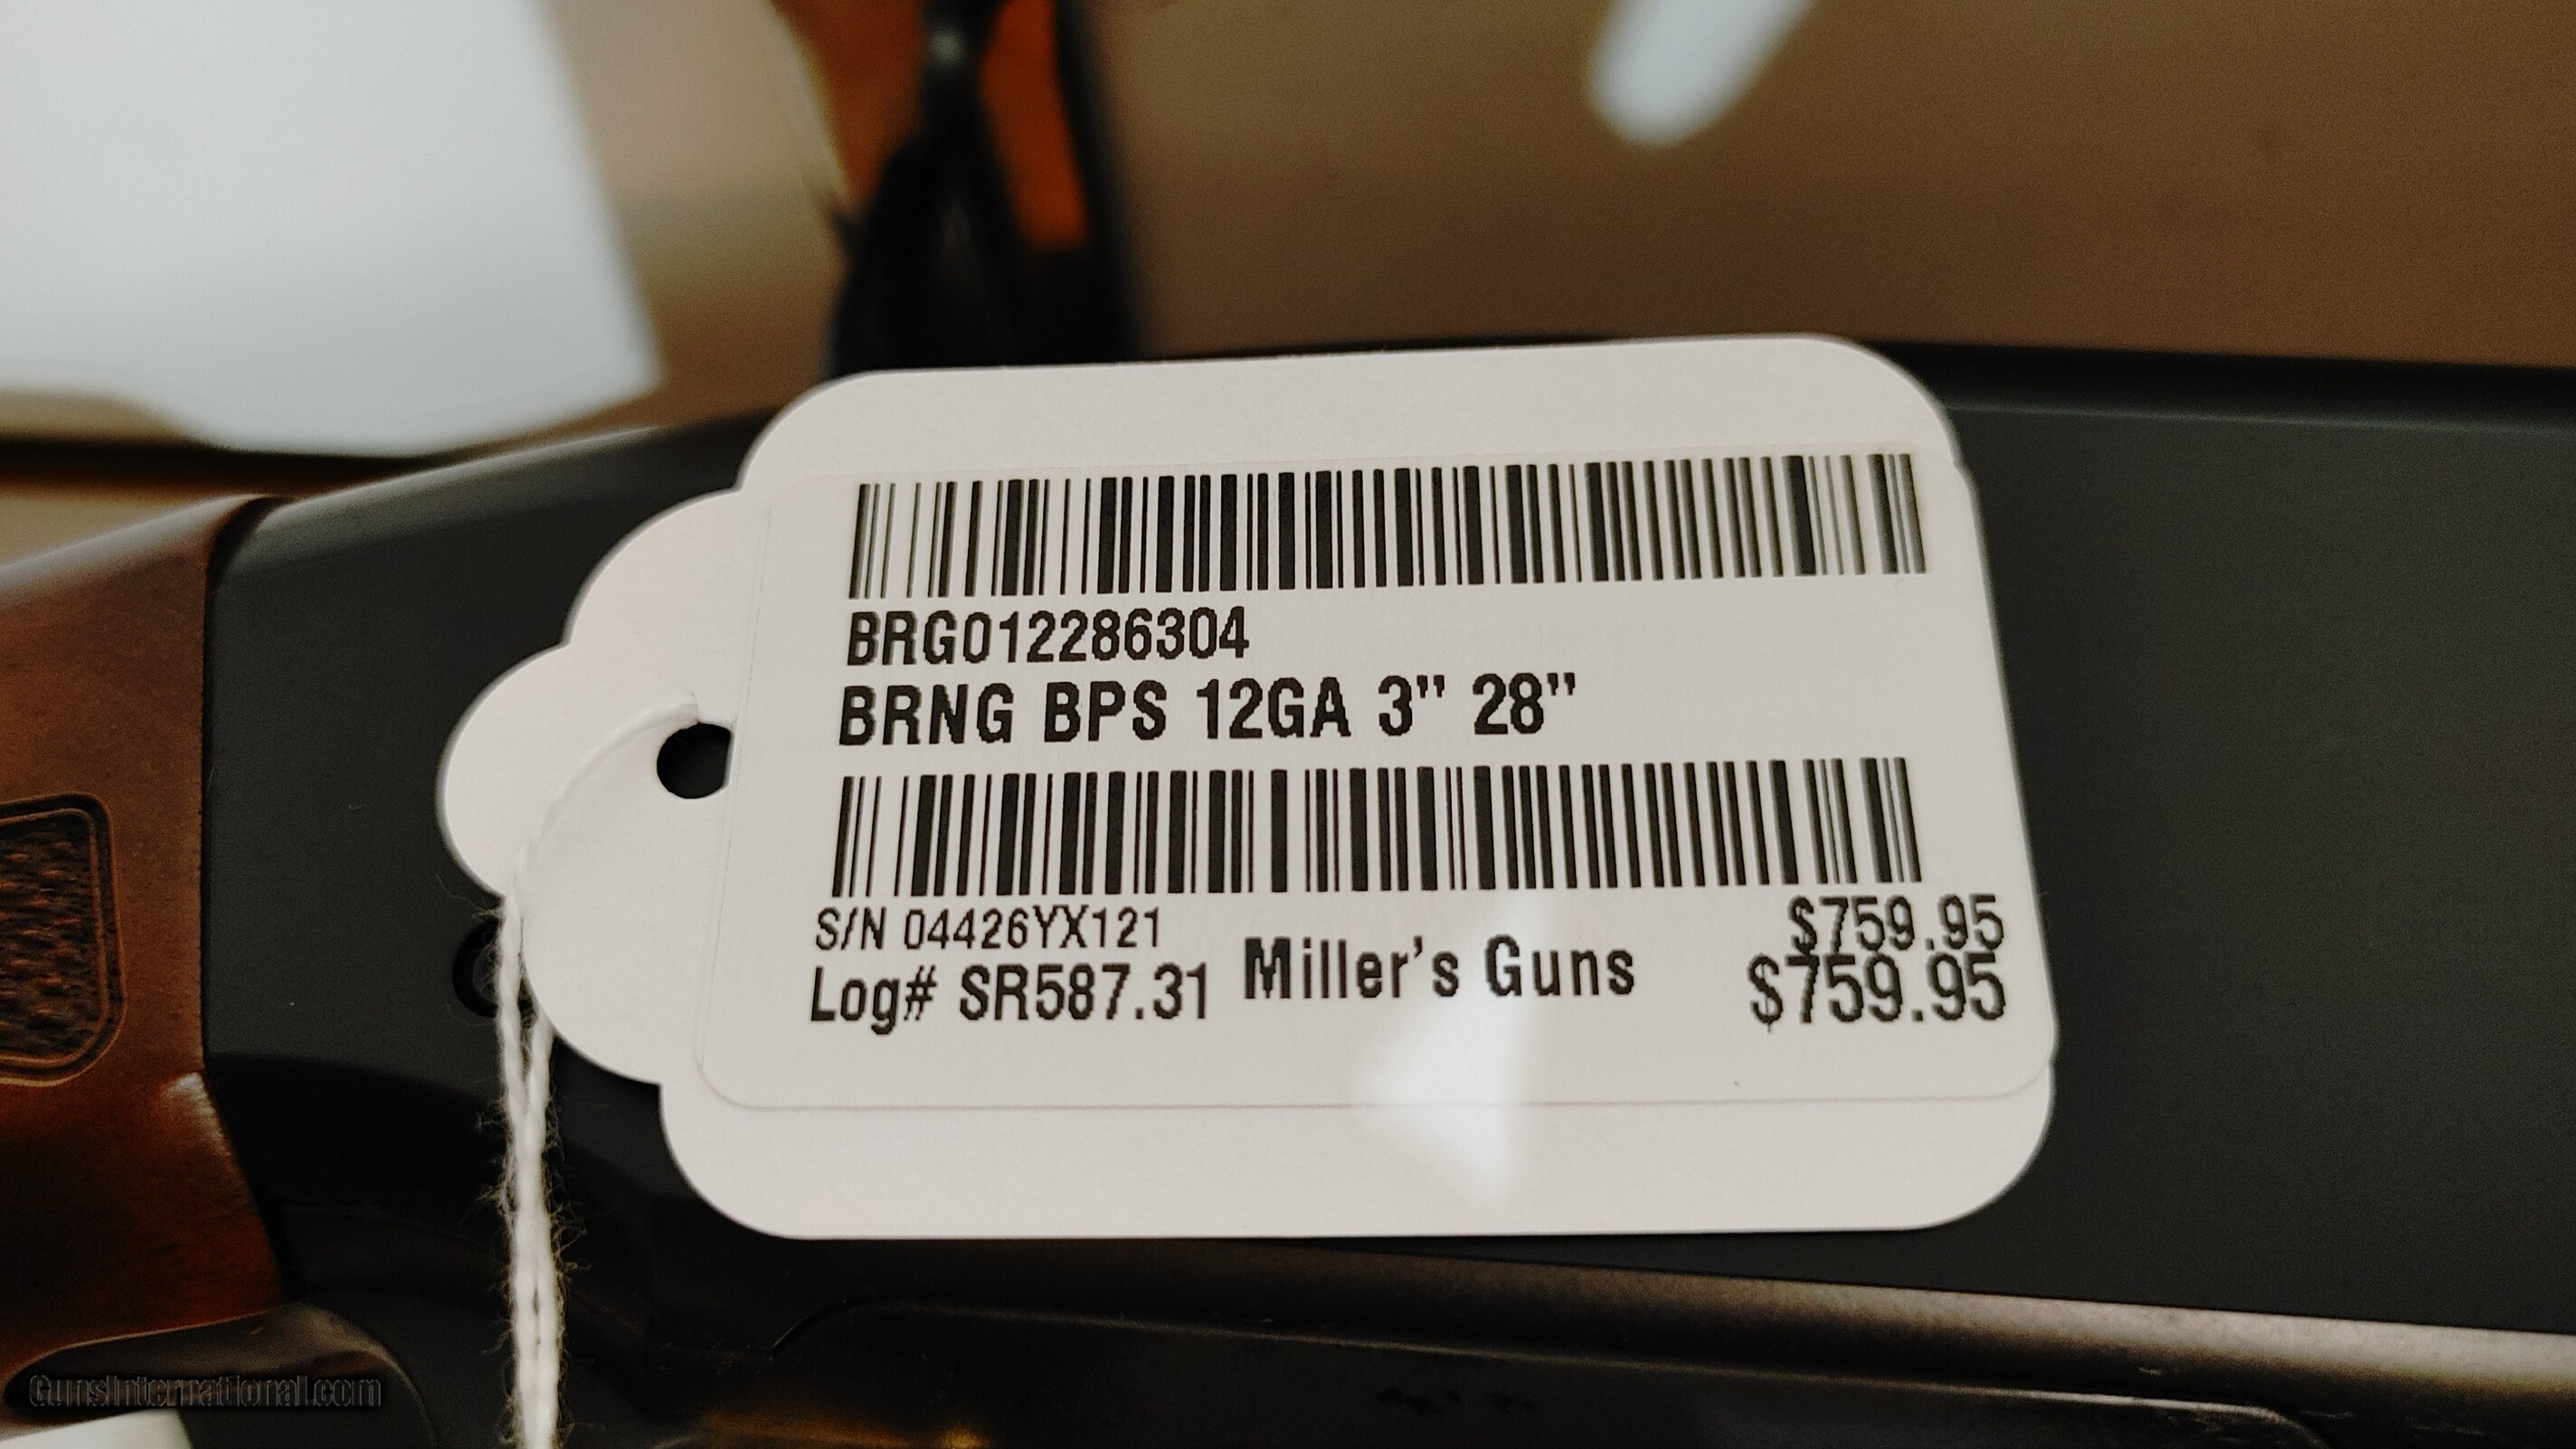 BRG012286304
BRNG BPS 12GA 3" 28"
S/N 04426YX121
$759.95
Log# SR587.31 Miller's Guns $759.95
GunsInternational.com